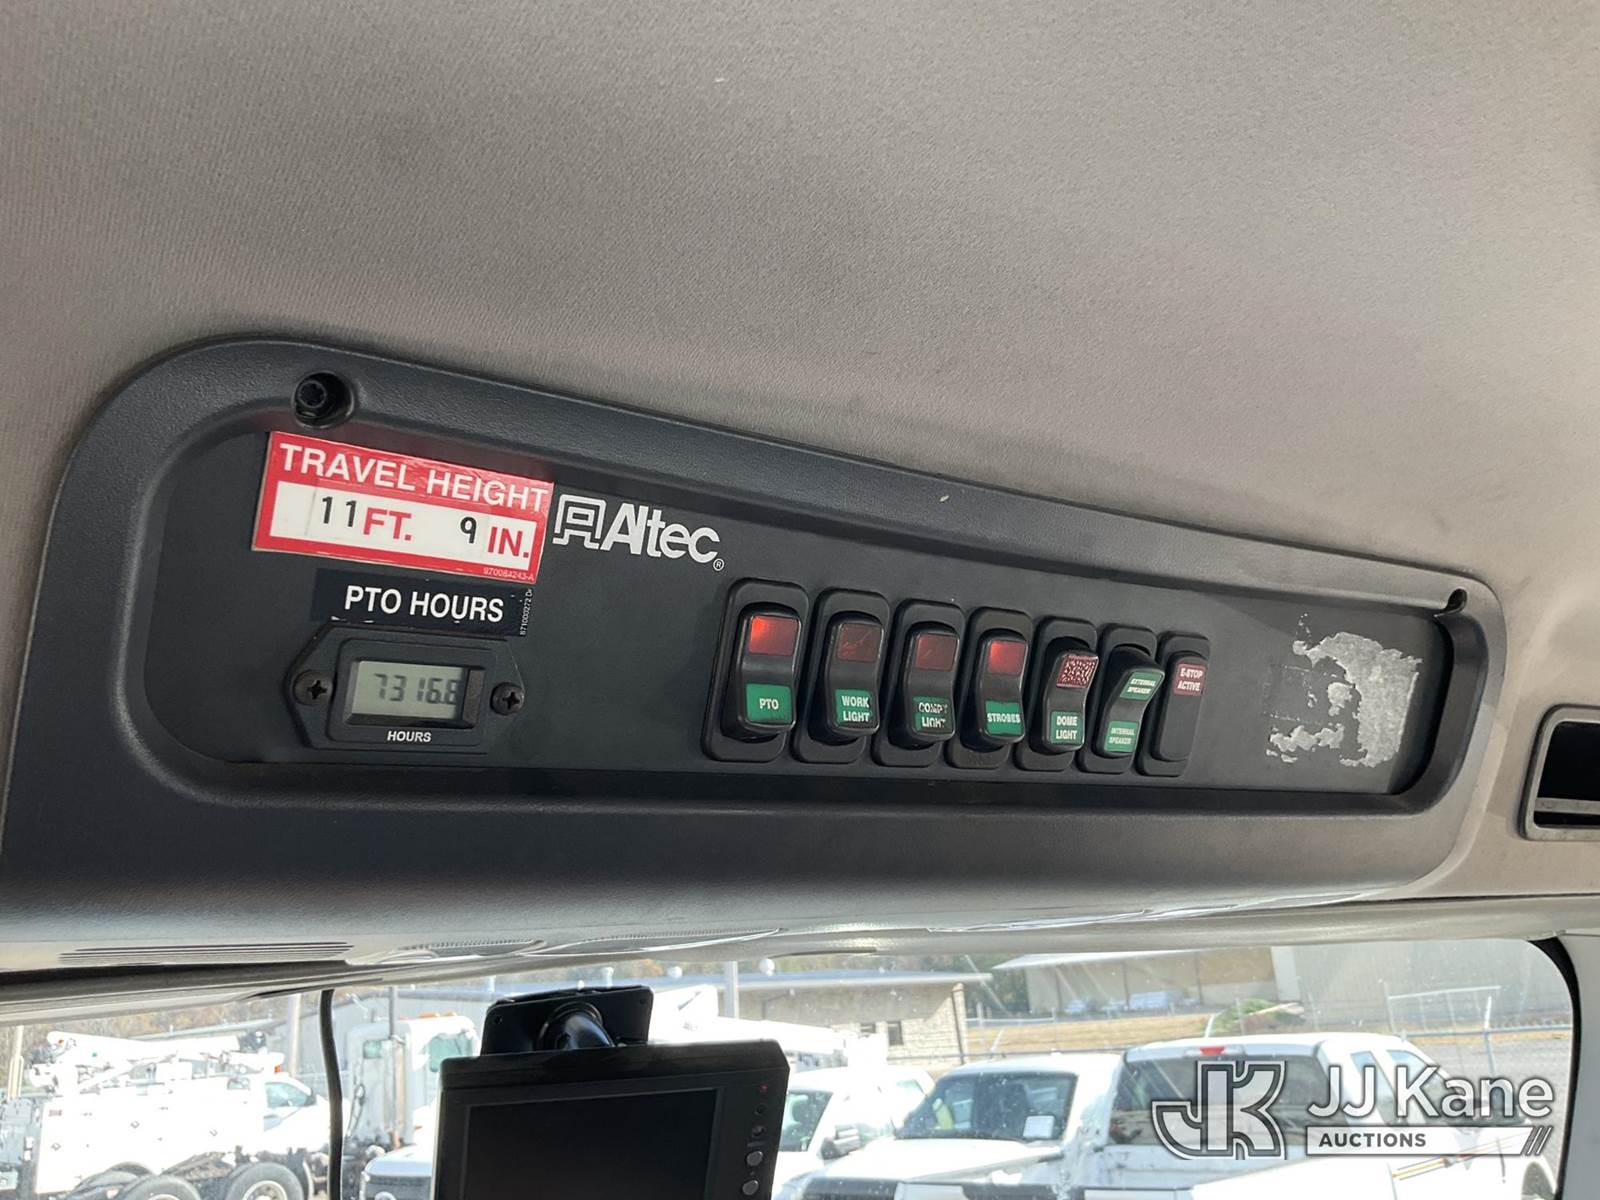 TRAVEL HEIGHT
11 FT. 9 IN.
970084243-A
Altec®
PTO HOURS
7316.8
HOURS
PTO
WORK
LIGHT
COMPT
LIGHT
STROBES
DOME
LIGHT
EXTERNAL
SPEAKER
INTERNAL
SPEAKER
E-STOP
ACTIVE
JJ Kane
AUCTIONS